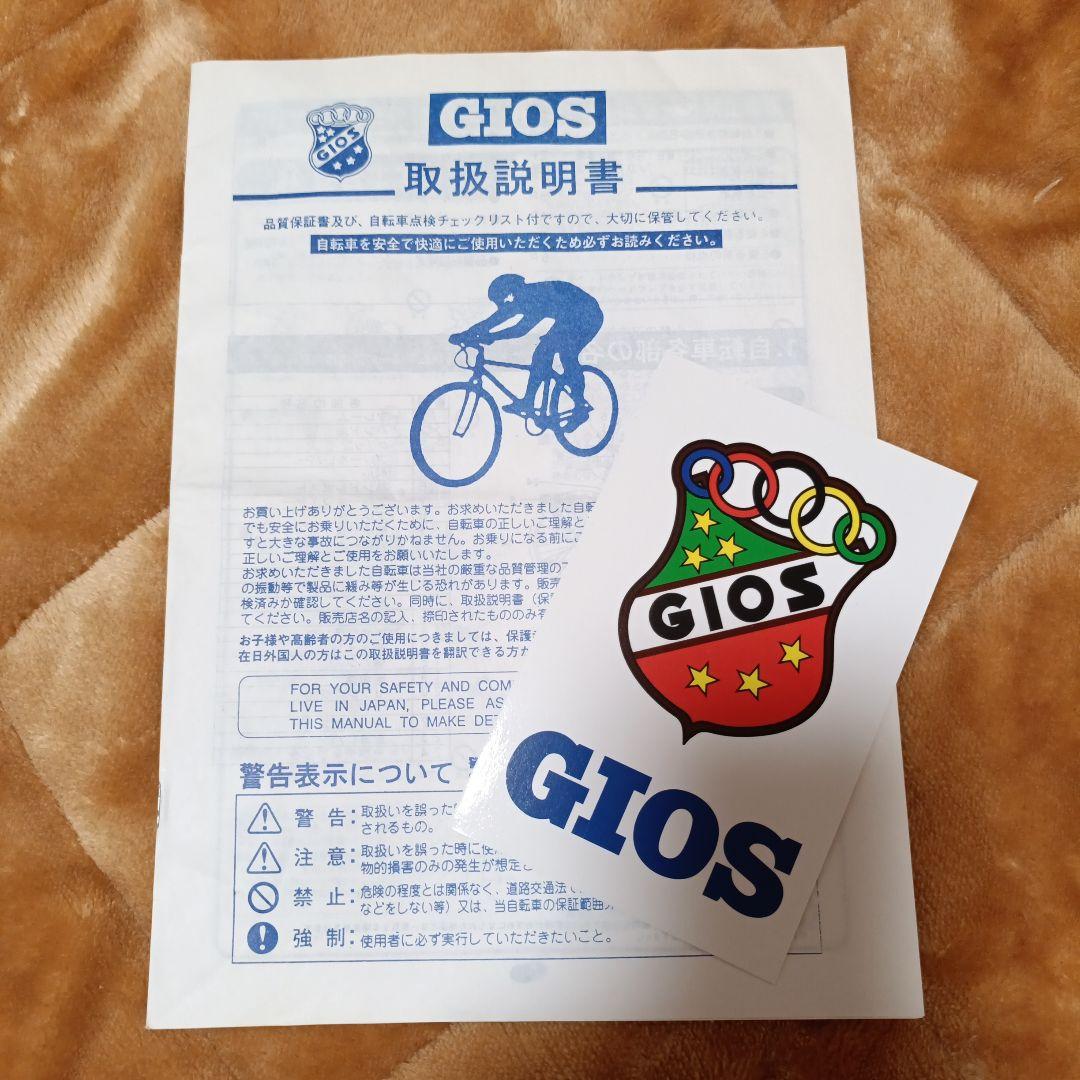 GIOS
GIOS
取扱説明書
品質保証書及び、自転車点検チェックリスト付ですので、大切に保管してください。
自転車を安全で快適にご使用いただくため必ずお読みください。
お買い上げありがとうございます。お求めいただきました自転
でも安全にお乗りいただくために、自転車の正しいご理解と
すと大きな事故につながりかねません。お乗りになる前にこ
正しいご理解とご使用をお願いいたします。
お求めいただきました自転車は当社の厳重な品質管理の
の振動等で製品に緩み等が生じる恐れがあります。販売
検済みか確認してください。同時に、取扱説明書（保
てください。販売店名の記入、捺印されたもののみ有
お子様や高齢者の方のご使用につきましては、保護
在日外国人の方はこの取扱説明書を翻訳できる方か
FOR YOUR SAFETY AND COM
LIVE IN JAPAN, PLEASE AS
THIS MANUAL TO MAKE DET
警告表示について
警 告：取扱いを誤った
されるもの。
注 意：取扱いを誤った時に使
物的損害のみの発生が想定
禁 止：危険の程度とは関係なく、道路交通法
などをしない等）又は、当自転車の保証範囲
強 制：使用者に必ず実行していただきたいこと。
GIOS
GIOS